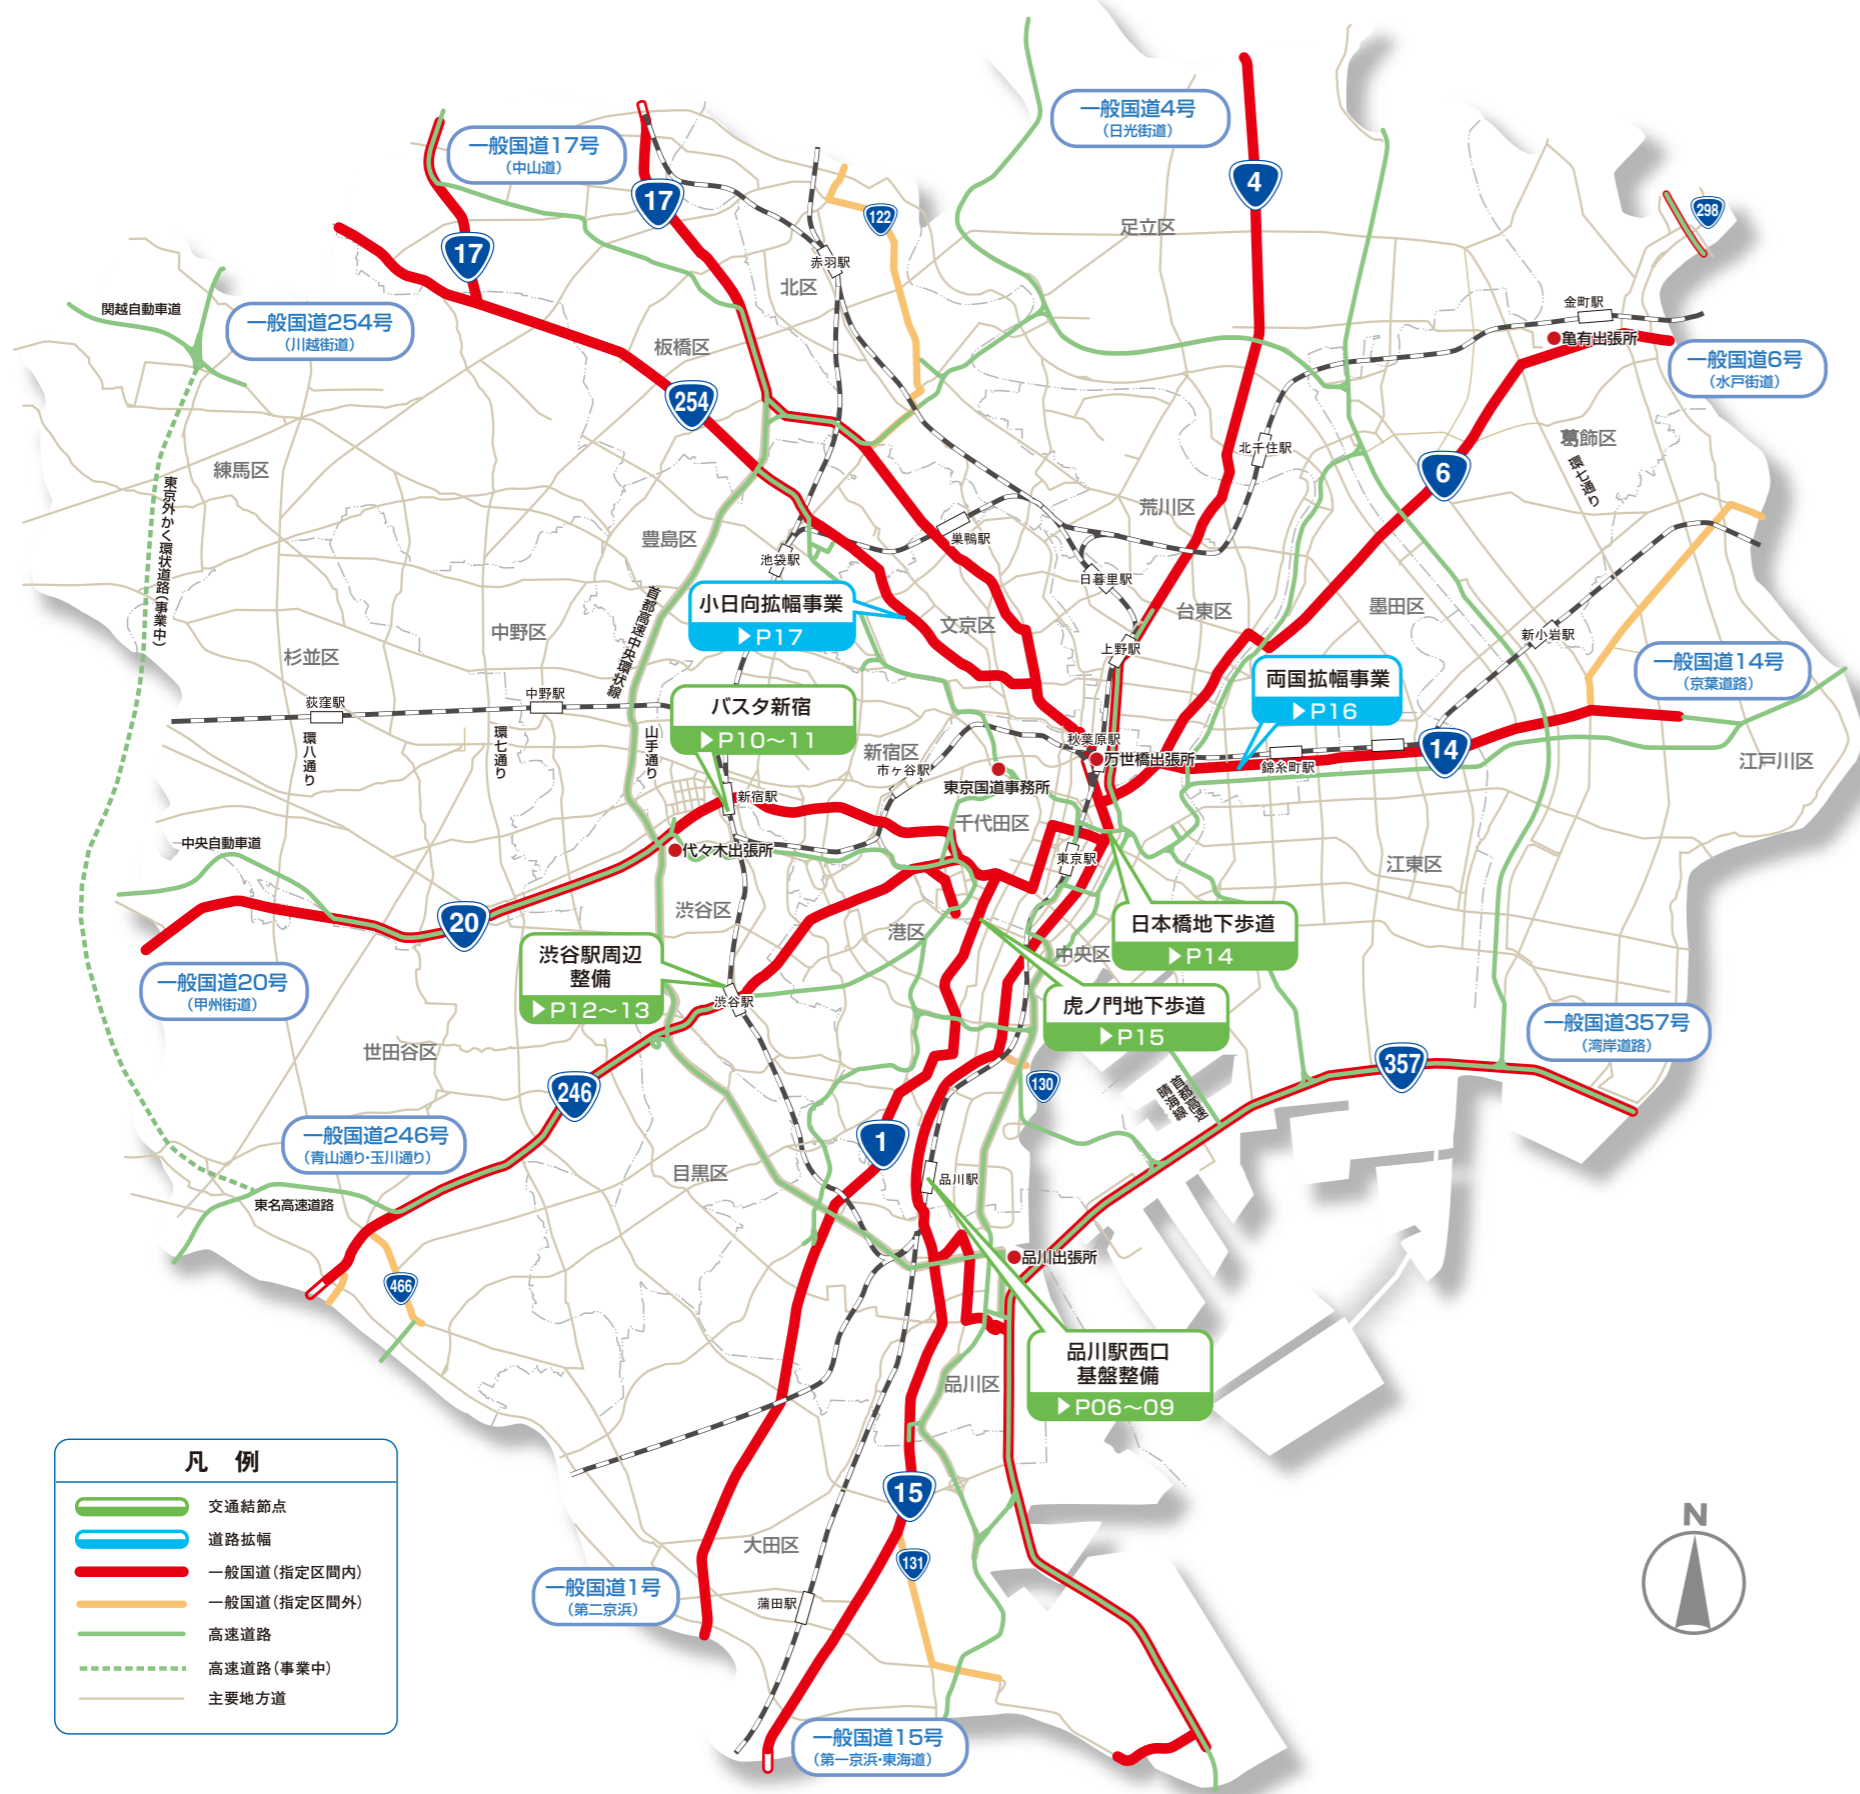 一般国道4号
(日光街道)
一般国道17号
(中山道)
4
17
122
298
17
足立区
赤羽駅
北区
金町駅
関越自動車道
一般国道254号
(川越街道)
亀有出張所
板橋区
一般国道6号
(水戸街道)
254
北千住駅
葛飾区
練馬区
6
環七通り
東京外かく環状道路(事業中)
荒川区
豊島区
巣鴨駅
池袋駅
日暮里駅
首都高速中央環状線
小日向拡幅事業
▶P17
文京区
台東区
墨田区
中野区
新小岩駅
杉並区
上野駅
一般国道14号
(京葉道路)
両国拡幅事業
▶P16
荻窪駅
中野駅
バスタ新宿
▶P10〜11
環八通り
環七通り
山手通り
新宿区
秋葉原駅
万世橋出張所
14
市ヶ谷駅
錦糸町駅
江戸川区
東京国道事務所
新宿駅
千代田区
中央自動車道
代々木出張所
東京駅
江東区
渋谷区
20
港区
日本橋地下歩道
▶P14
中央区
渋谷駅周辺
整備
▶P12〜13
一般国道20号
(甲州街道)
渋谷駅
虎ノ門地下歩道
▶P15
一般国道357号
(湾岸道路)
世田谷区
357
246
130
首都高速
晴海線
一般国道246号
(青山通り・玉川通り)
1
目黒区
品川駅
東名高速道路
品川出張所
466
品川駅西口
基盤整備
▶P06〜09
品川区
凡 例
交通結節点
道路拡幅
一般国道(指定区間内)
一般国道(指定区間外)
高速道路
高速道路(事業中)
主要地方道
15
N
大田区
131
一般国道1号
(第二京浜)
蒲田駅
一般国道15号
(第一京浜・東海道)